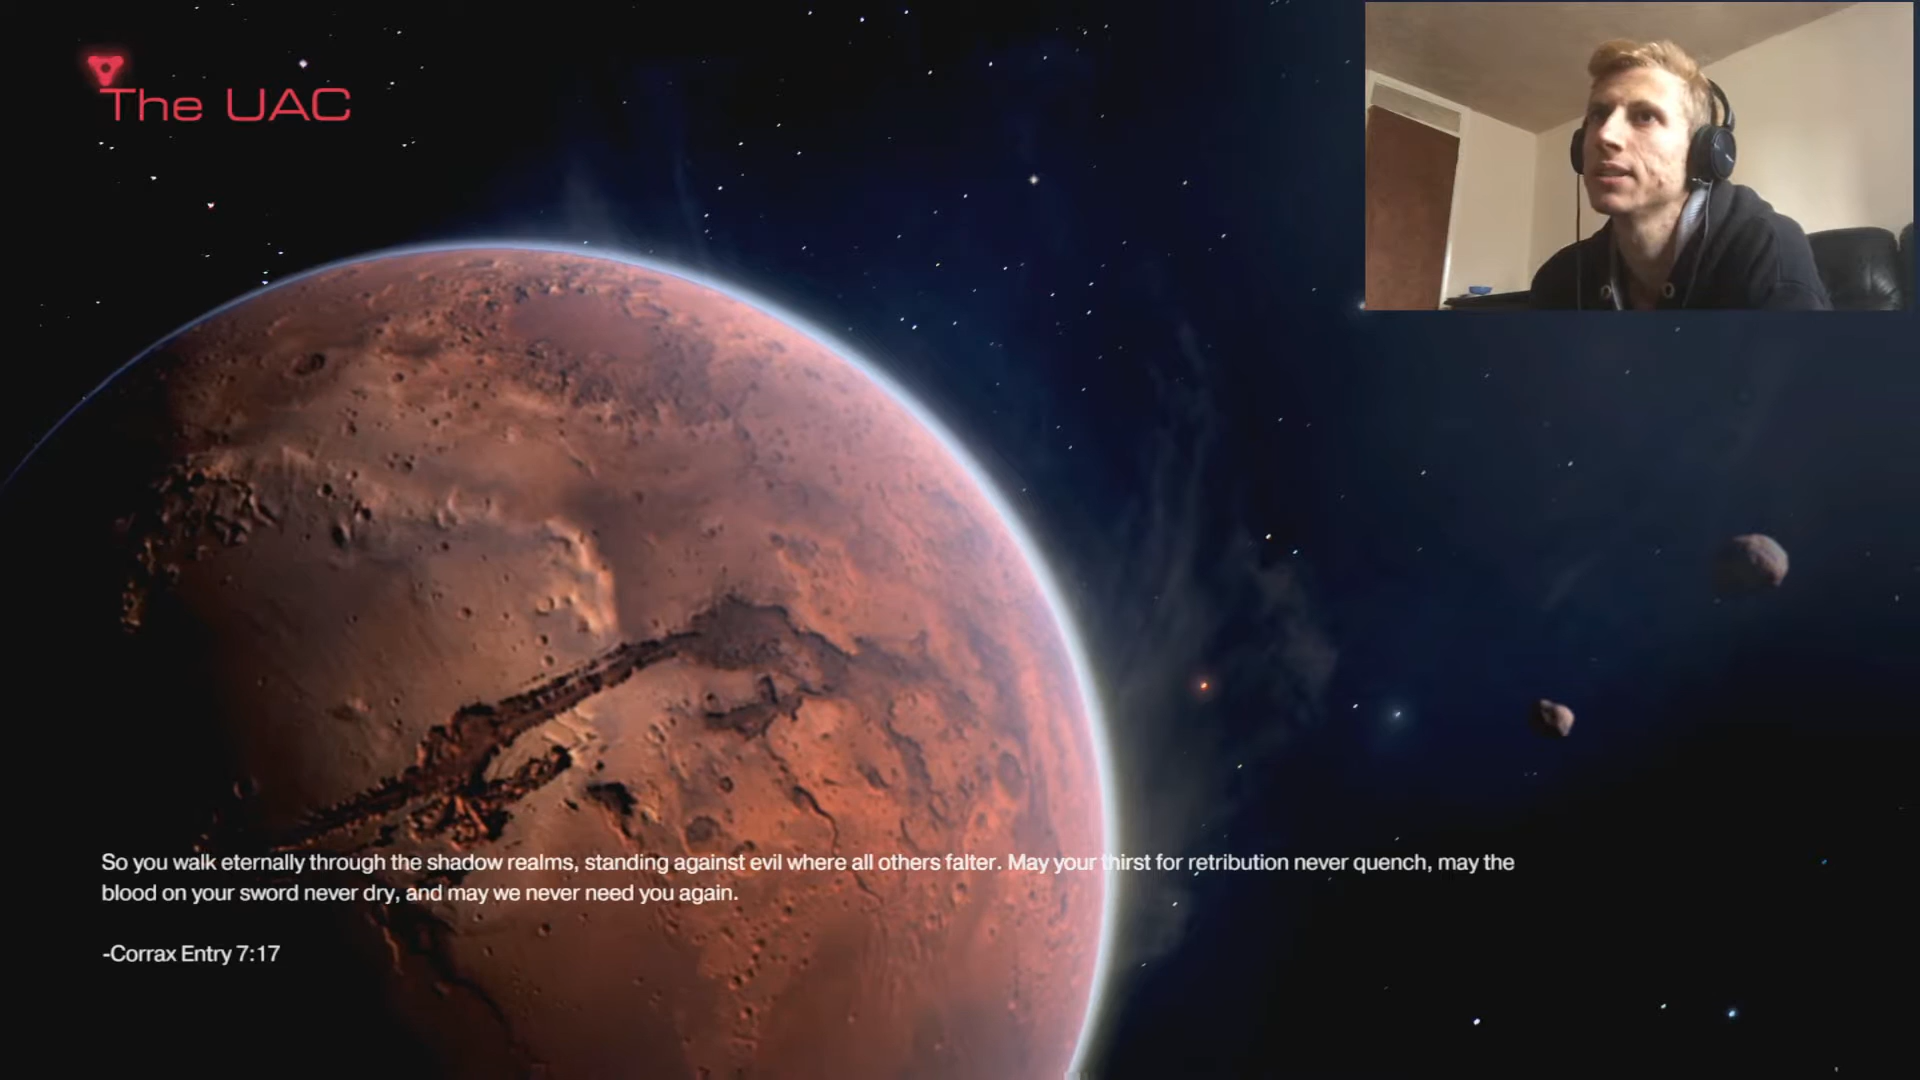 The UAC
So you walk eternally through the shadow realms, standing against evil where all others falter. May your thirst for retribution never quench, may the
blood on your sword never dry, and may we never need you again.
-Corrax Entry 7:17